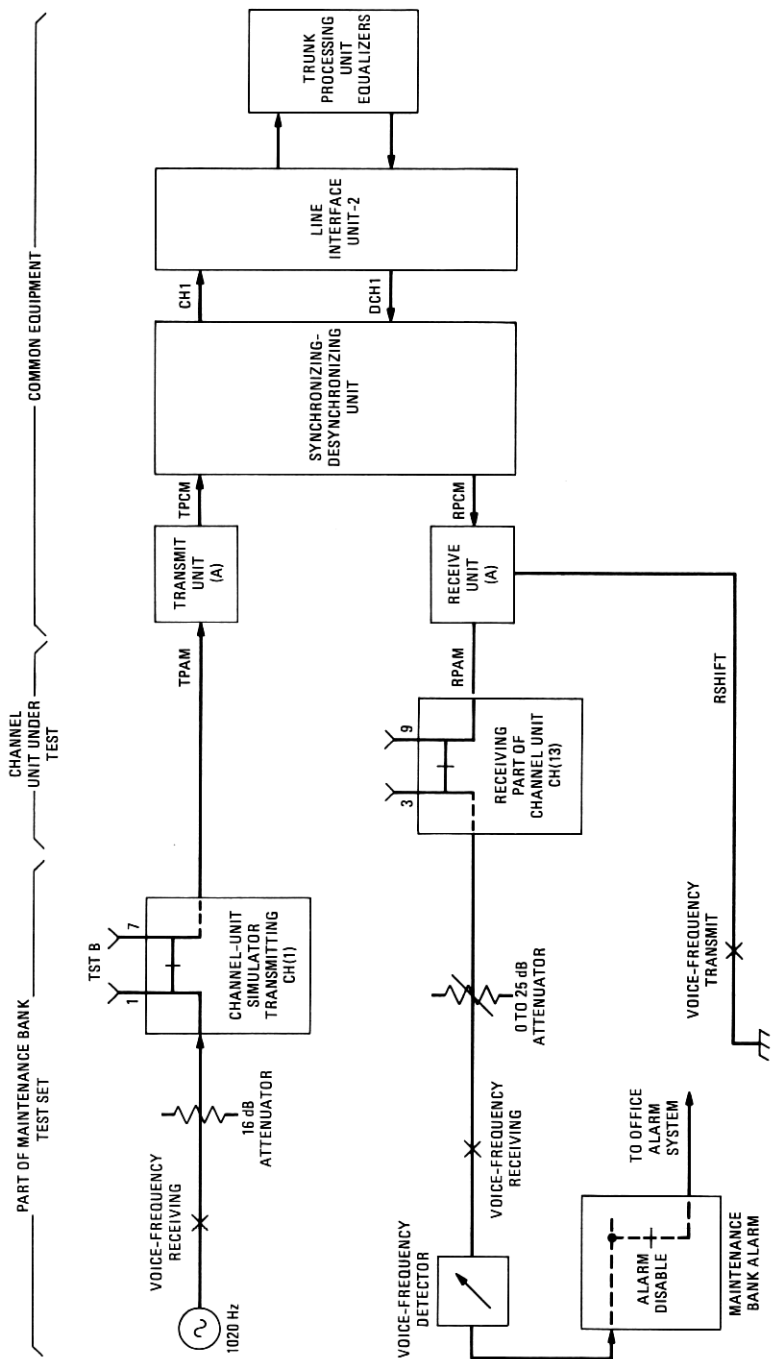 PART OF MAINTENANCE BANK
TEST SET
CHANNEL
UNIT UNDER
TEST
COMMON EQUIPMENT
1020 Hz
VOICE-FREQUENCY
RECEIVING
16 dB
ATTENUATOR
TST B
1
7
CHANNEL-UNIT
SIMULATOR
TRANSMITTING
CH(1)
TPAM
TRANSMIT
UNIT
(A)
TPCM
SYNCHRONIZING-
DESYNCHRONIZING
UNIT
CH1
DCH1
LINE
INTERFACE
UNIT-2
TRUNK
PROCESSING
UNIT
EQUALIZERS
VOICE-FREQUENCY
DETECTOR
VOICE-FREQUENCY
RECEIVING
0 TO 25 dB
ATTENUATOR
3
9
RECEIVING
PART OF
CHANNEL UNIT
CH(13)
RPAM
RECEIVE
UNIT
(A)
RPCM
ALARM
DISABLE
MAINTENANCE
BANK ALARM
TO OFFICE
ALARM
SYSTEM
VOICE-FREQUENCY
TRANSMIT
RSHIFT